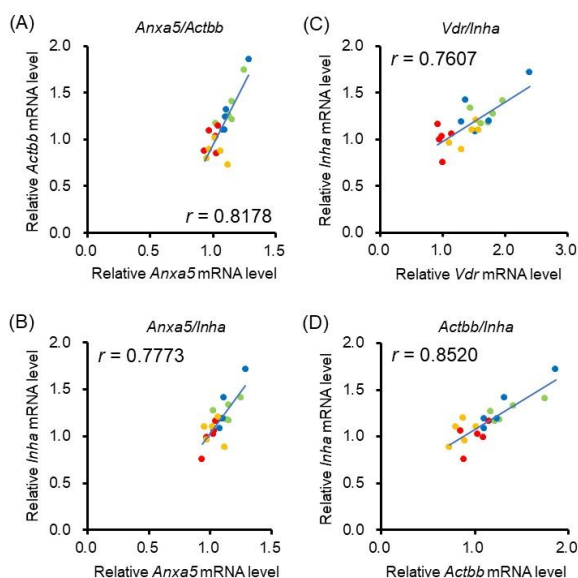 (A)
Anxa5/Actbb
2.0
1.5
1.0
0.5
0.0
Relative Actbb mRNA level
r = 0.8178
0.0 0.5 1.0 1.5
Relative Anxa5 mRNA level
(C)
Vdr/Inha
2.0
1.5
1.0
0.5
0.0
Relative Inha mRNA level
r = 0.7607
0.0 1.0 2.0 3.0
Relative Vdr mRNA level
(B)
Anxa5/Inha
2.0
1.5
1.0
0.5
0.0
Relative Inha mRNA level
r = 0.7773
0.0 0.5 1.0 1.5
Relative Anxa5 mRNA level
(D)
Actbb/Inha
2.0
1.5
1.0
0.5
0.0
Relative Inha mRNA level
r = 0.8520
0.0 1.0 2.0
Relative Actbb mRNA level